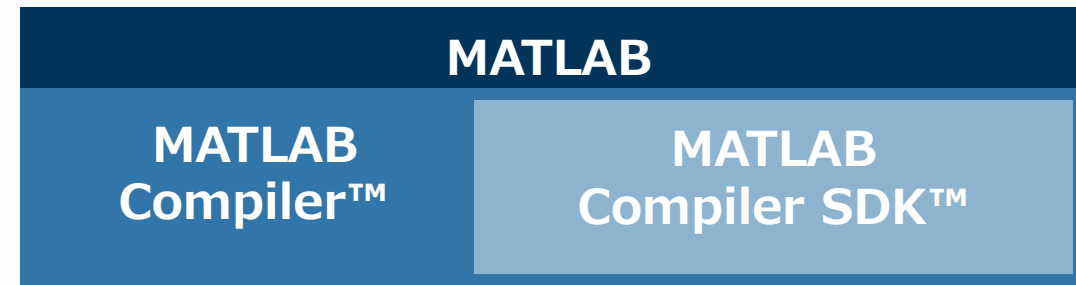 MATLAB
MATLAB
Compiler™
MATLAB
Compiler SDK™